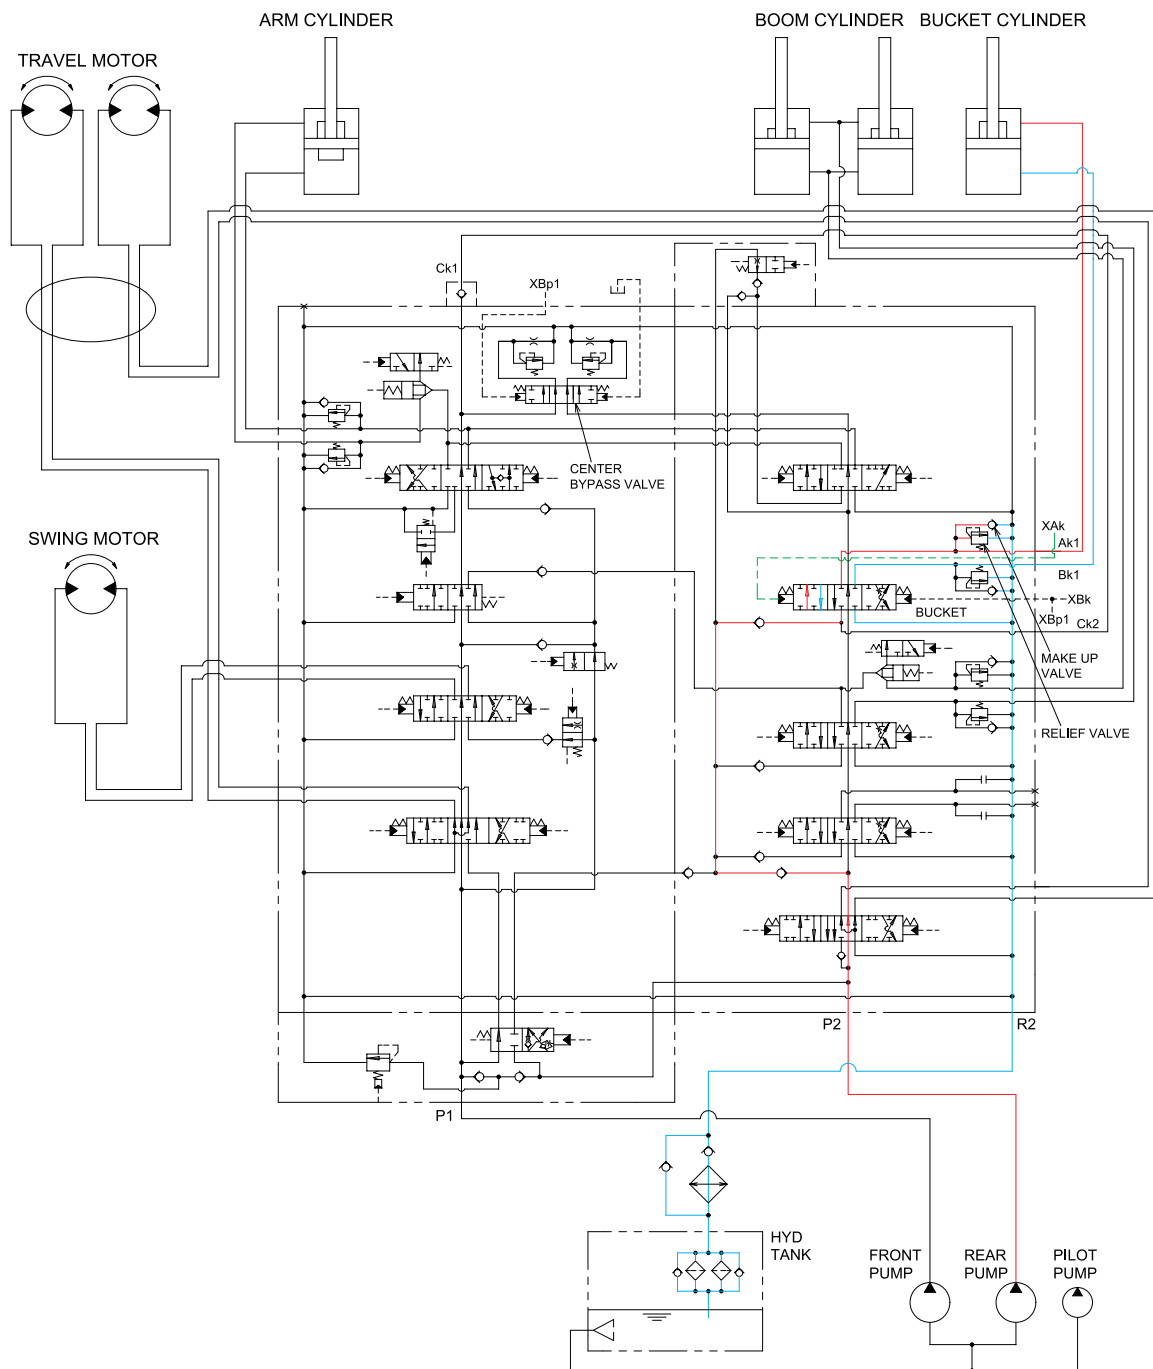 ARM CYLINDER
BOOM CYLINDER
BUCKET CYLINDER
TRAVEL MOTOR
Ck1
XBp1
CENTER
BYPASS VALVE
SWING MOTOR
XAk
Ak1
Bk1
XBk
BUCKET
XBp1
Ck2
MAKE UP
VALVE
RELIEF VALVE
P2
R2
P1
HYD
TANK
FRONT
PUMP
REAR
PUMP
PILOT
PUMP